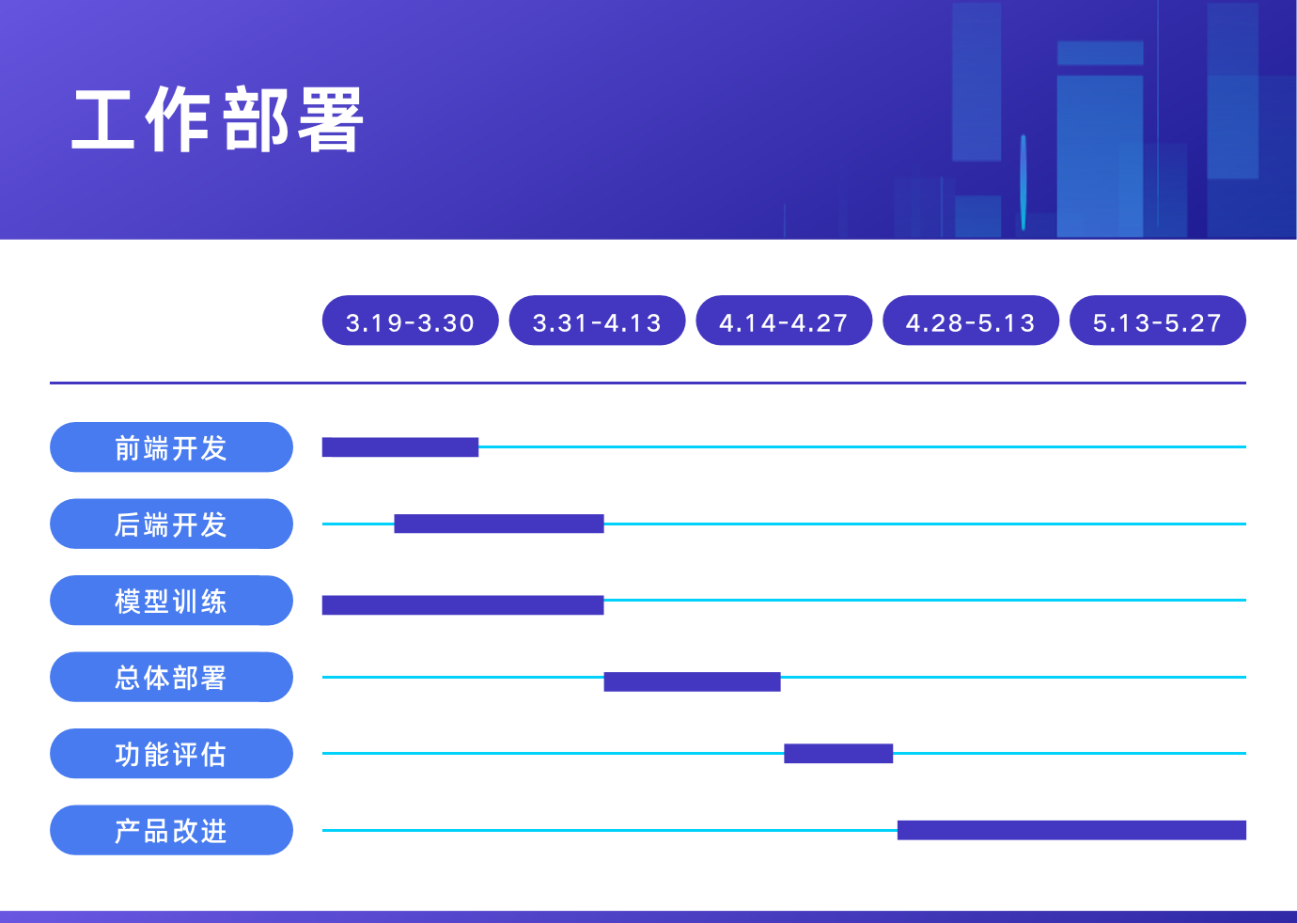 工作部署
3.19-3.30 3.31-4.13 4.14-4.27 4.28-5.13 5.13-5.27
前端开发
后端开发
模型训练
总体部署
功能评估
产品改进